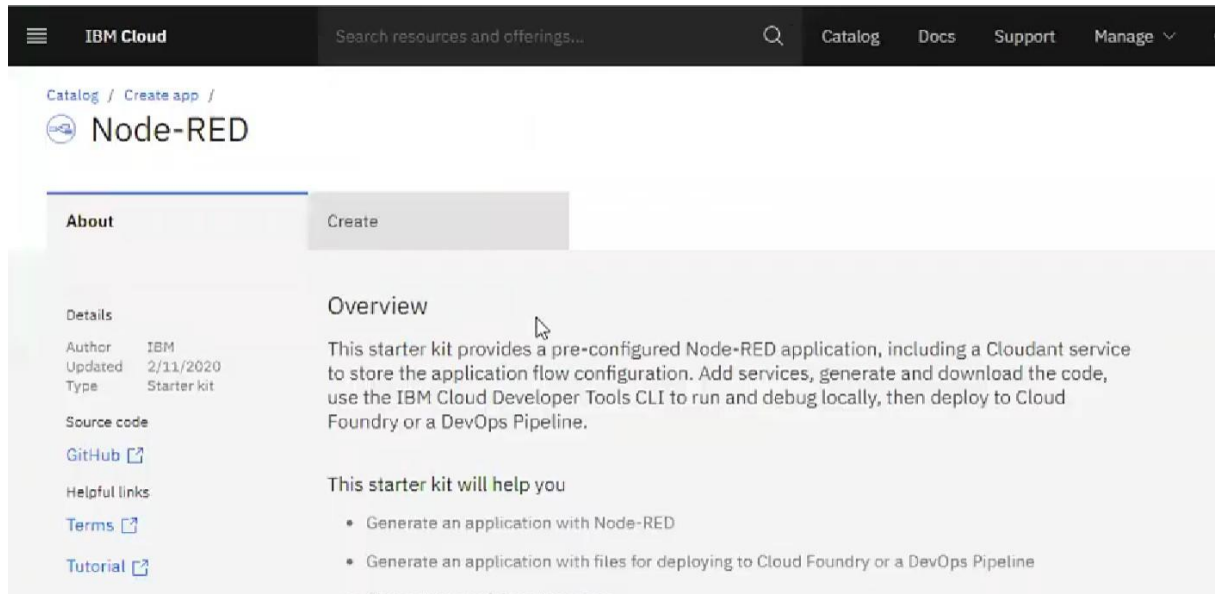 IBM Cloud
Search resources and offerings...
Catalog
Docs
Support
Manage
Catalog / Create app /
Node-RED
About
Create
Details
Author IBM
Updated 2/11/2020
Type Starter kit
Source code
GitHub
Helpful links
Terms
Tutorial
Overview
This starter kit provides a pre-configured Node-RED application, including a Cloudant service
to store the application flow configuration. Add services, generate and download the code,
use the IBM Cloud Developer Tools CLI to run and debug locally, then deploy to Cloud
Foundry or a DevOps Pipeline.
This starter kit will help you
• Generate an application with Node-RED
• Generate an application with files for deploying to Cloud Foundry or a DevOps Pipeline